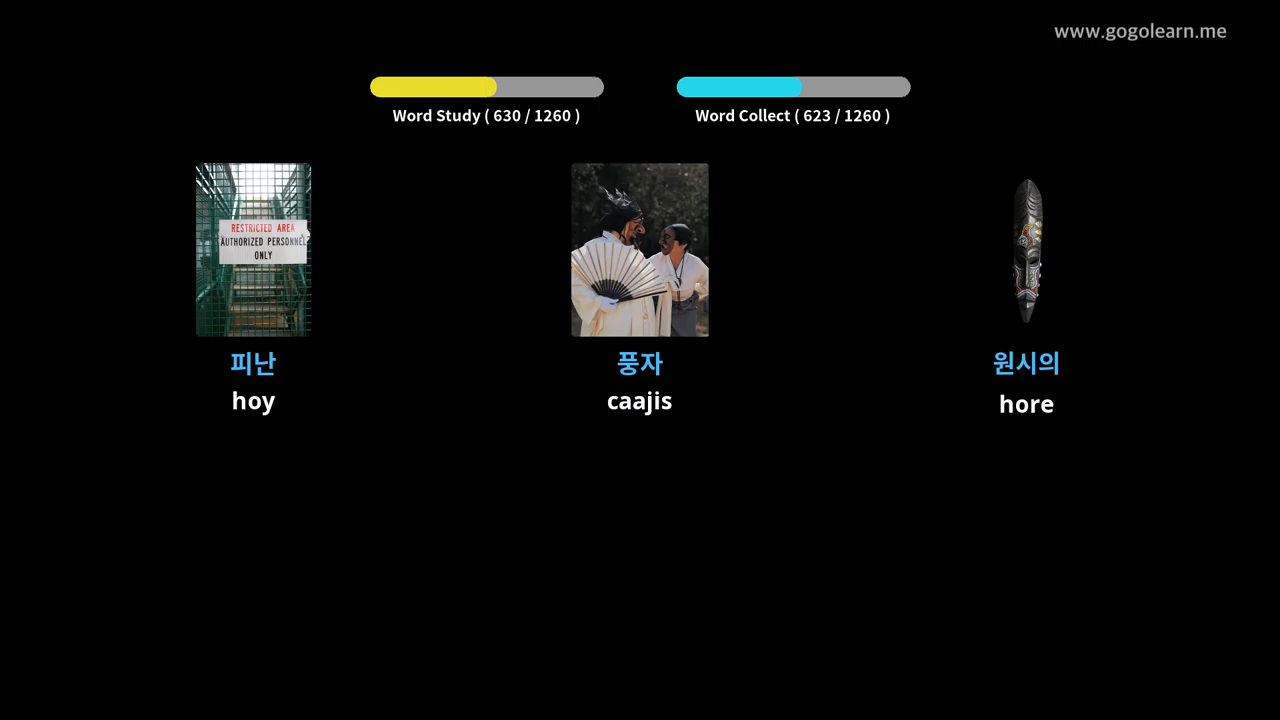 www.gogolearn.me
Word Study ( 630 / 1260 )
Word Collect ( 623 / 1260 )
RESTRICTED AREA
AUTHORIZED PERSONNEL
ONLY
피난
hoy
풍자
caajis
원시의
hore